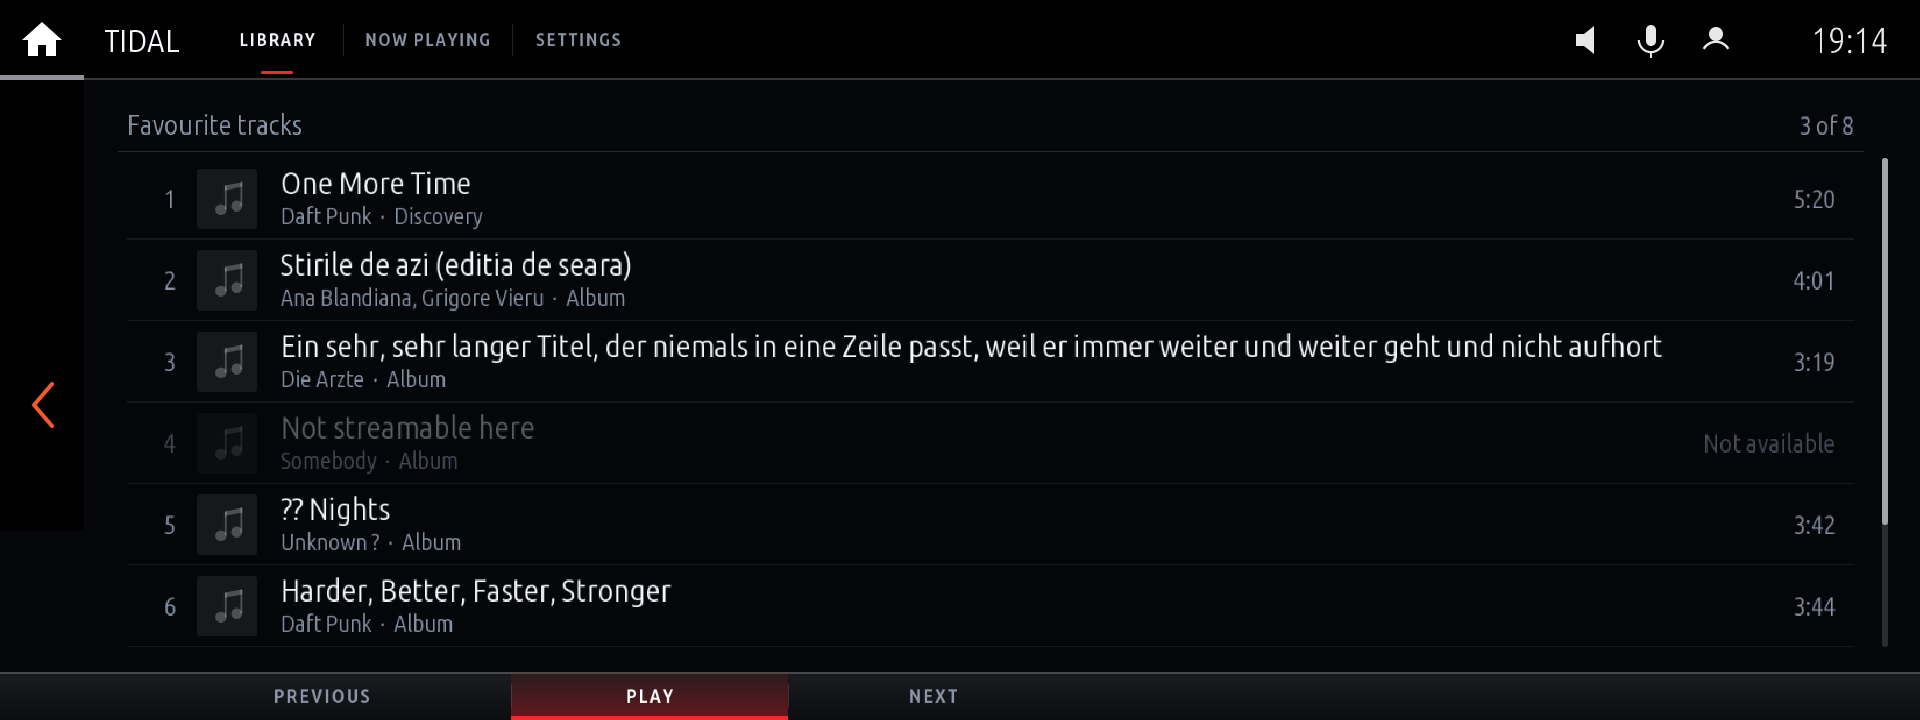 TIDAL
LIBRARY
NOW PLAYING
SETTINGS
19:14
Favourite tracks
3 of 8
1
One More Time
Daft Punk · Discovery
5:20
2
Stirile de azi (editia de seara)
Ana Blandiana, Grigore Vieru · Album
4:01
3
Ein sehr, sehr langer Titel, der niemals in eine Zeile passt, weil er immer weiter und weiter geht und nicht aufhort
Die Arzte · Album
3:19
4
Not streamable here
Somebody · Album
Not available
5
?? Nights
Unknown ? · Album
3:42
6
Harder, Better, Faster, Stronger
Daft Punk · Album
3:44
PREVIOUS
PLAY
NEXT